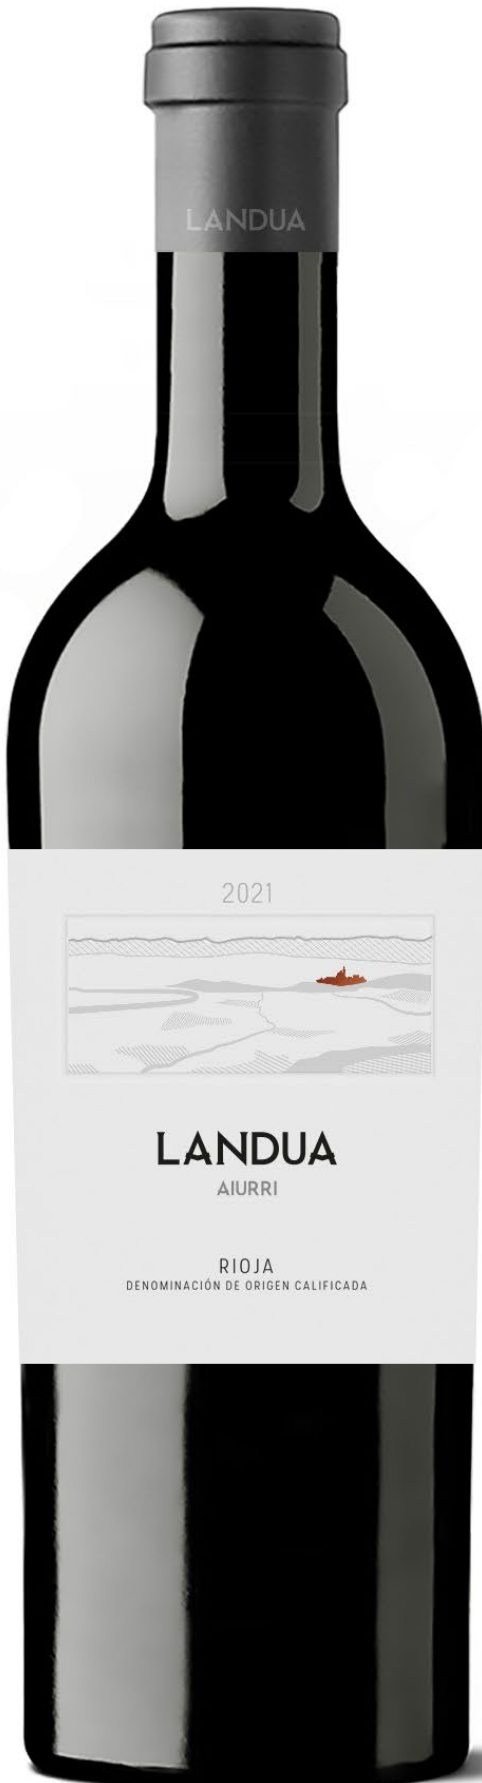 LANDUA
2021
LANDUA
AIURRI
RIOJA
DENOMINACIÓN DE ORIGEN CALIFICADA